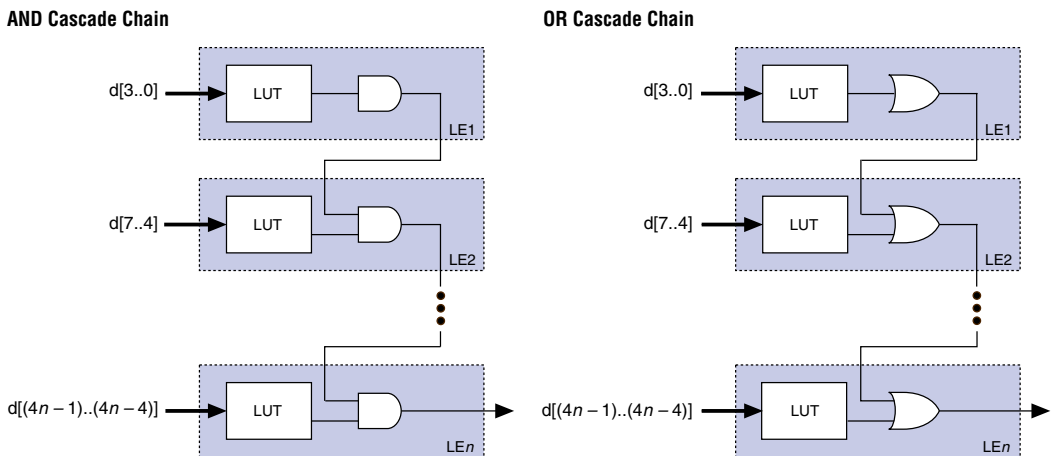 AND Cascade Chain
d[3..0]
LUT
LE1
d[7..4]
LUT
LE2
d[(4n – 1)..(4n – 4)]
LUT
LEn
OR Cascade Chain
d[3..0]
LUT
LE1
d[7..4]
LUT
LE2
d[(4n – 1)..(4n – 4)]
LUT
LEn